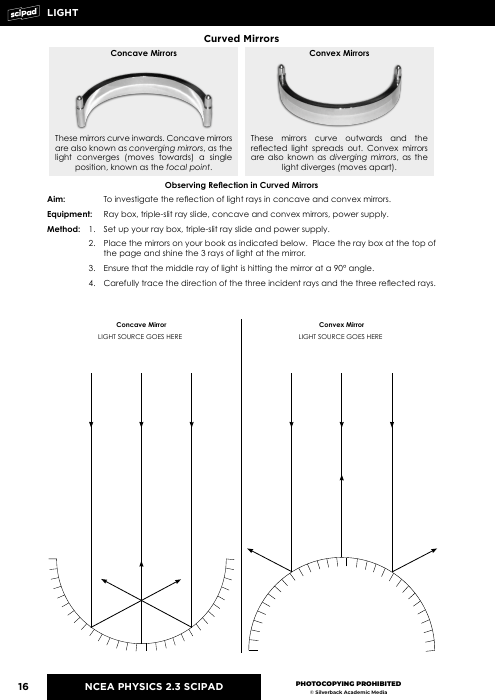 scipad LIGHT
Curved Mirrors
Concave Mirrors
These mirrors curve inwards. Concave mirrors
are also known as converging mirrors, as the
light converges (moves towards) a single
position, known as the focal point.
Convex Mirrors
These mirrors curve outwards and the
reflected light spreads out. Convex mirrors
are also known as diverging mirrors, as the
light diverges (moves apart).
Observing Reflection in Curved Mirrors
Aim: To investigate the reflection of light rays in concave and convex mirrors.
Equipment: Ray box, triple-slit ray slide, concave and convex mirrors, power supply.
Method: 1. Set up your ray box, triple-slit ray slide and power supply.
2. Place the mirrors on your book as indicated below. Place the ray box at the top of
the page and shine the 3 rays of light at the mirror.
3. Ensure that the middle ray of light is hitting the mirror at a 90° angle.
4. Carefully trace the direction of the three incident rays and the three reflected rays.
Concave Mirror
LIGHT SOURCE GOES HERE
Convex Mirror
LIGHT SOURCE GOES HERE
16
NCEA PHYSICS 2.3 SCIPAD
PHOTOCOPYING PROHIBITED
© Silverback Academic Media